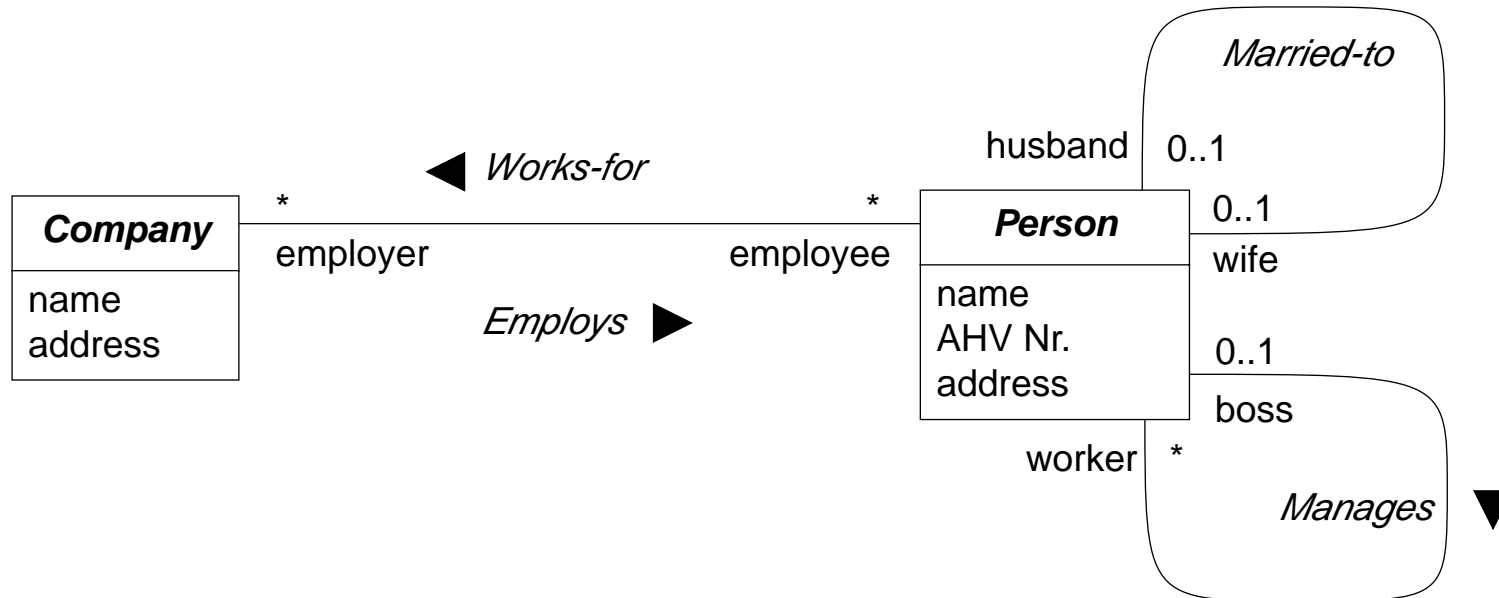 Married-to
husband 0..1
Works-for
* *
0..1
Company
Person
employer employee
wife
name
address
name
AHV Nr.
address
Employs
0..1
boss
worker *
Manages